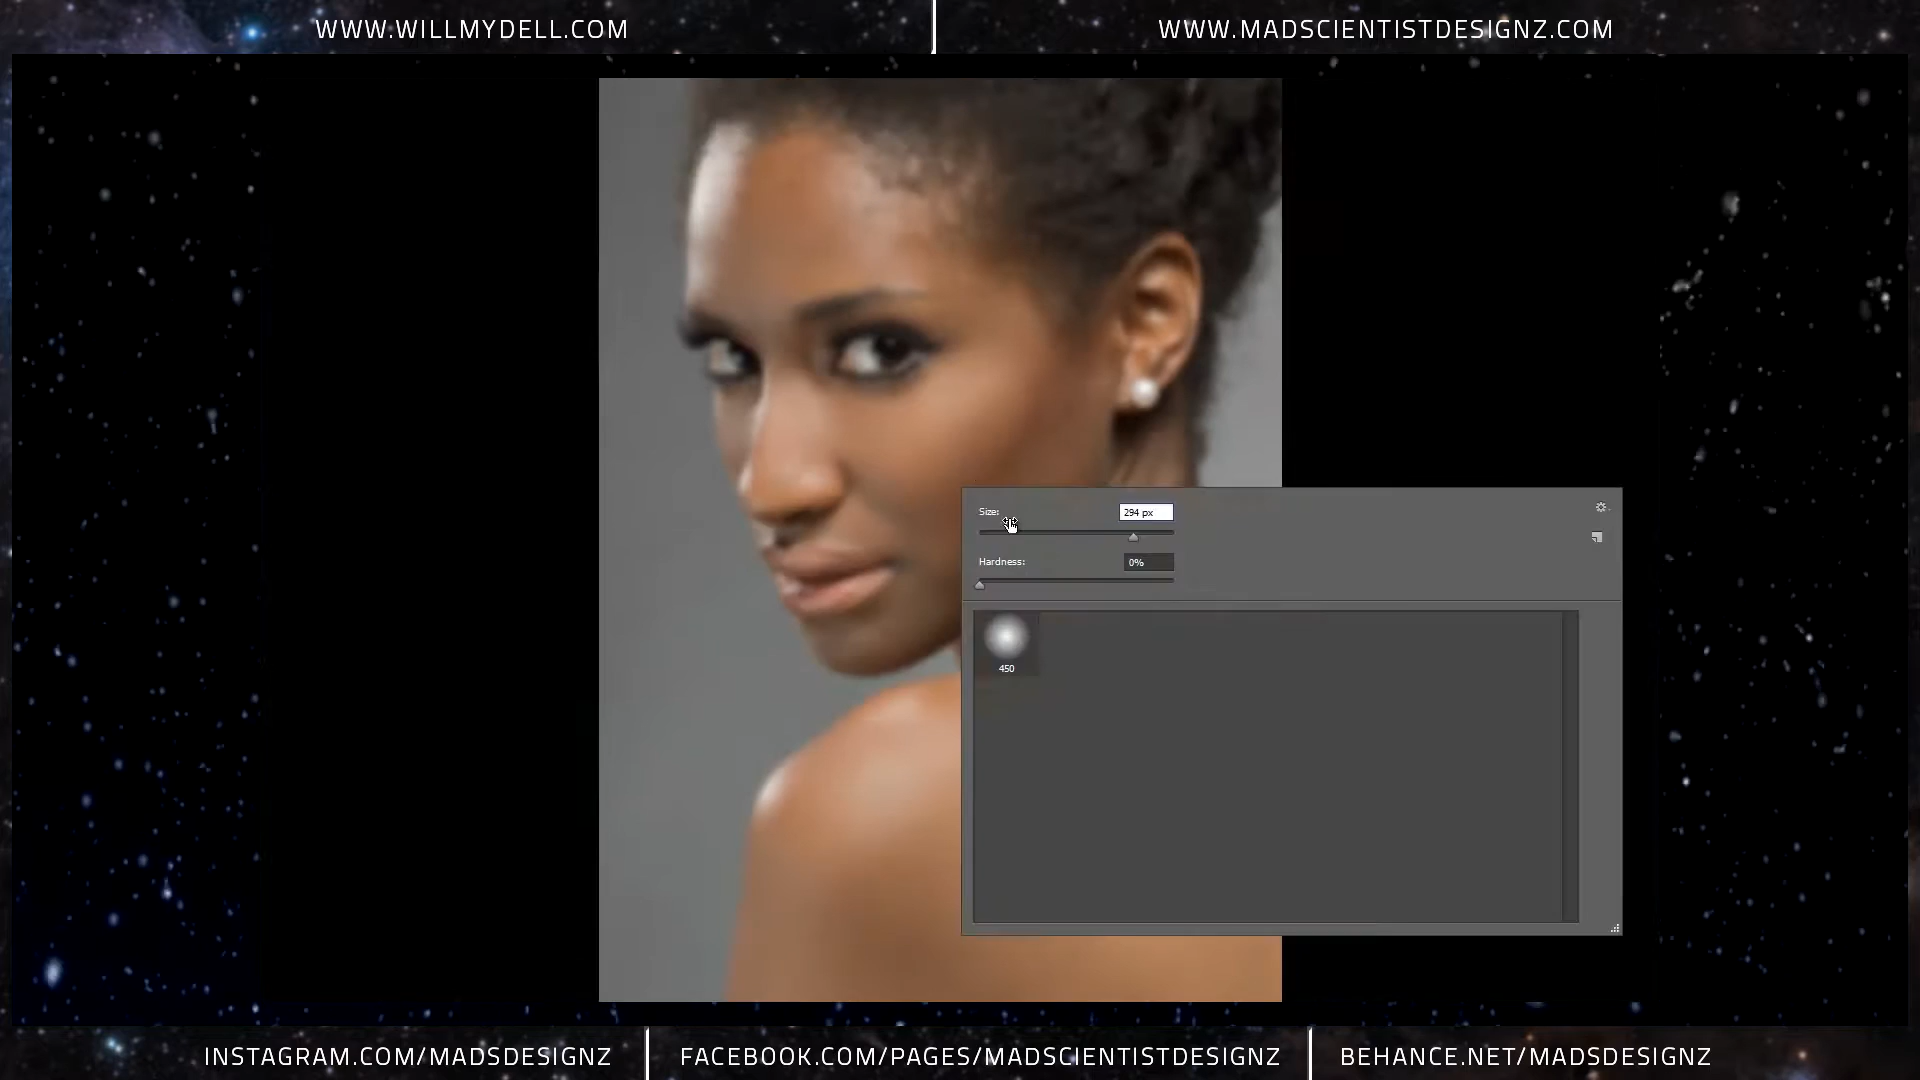 WWW.WILLMYDELL.COM
WWW.MADSCIENTISTDESIGNZ.COM
Size:
294 px
Hardness:
0%
450
INSTAGRAM.COM/MADSDESIGNZ
FACEBOOK.COM/PAGES/MADSCIENTISTDESIGNZ
BEHANCE.NET/MADSDESIGNZ